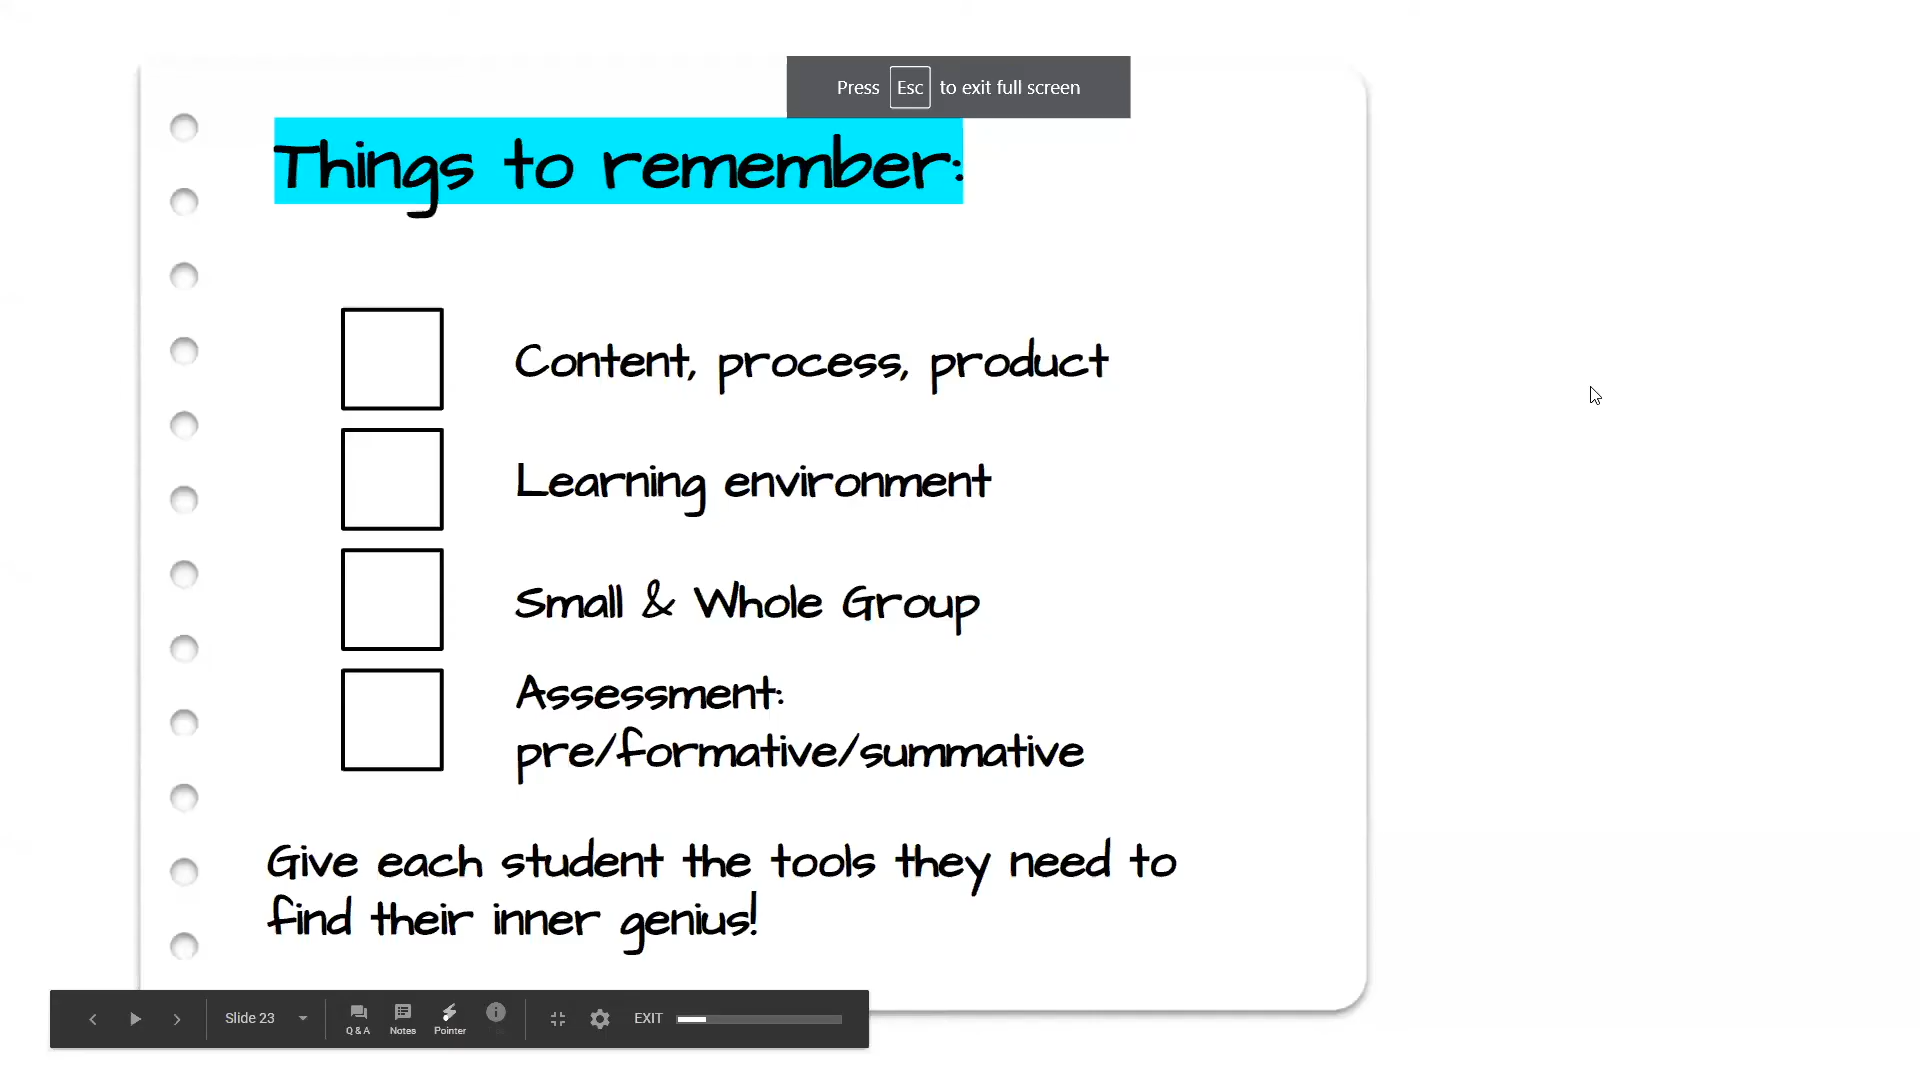 Press Esc to exit full screen
Things to remember:
Content, process, product
Learning environment
Small & Whole Group
Assessment:
pre/formative/summative
Give each student the tools they need to
find their inner genius!
Slide 23
Q & A
Notes
Pointer
EXIT